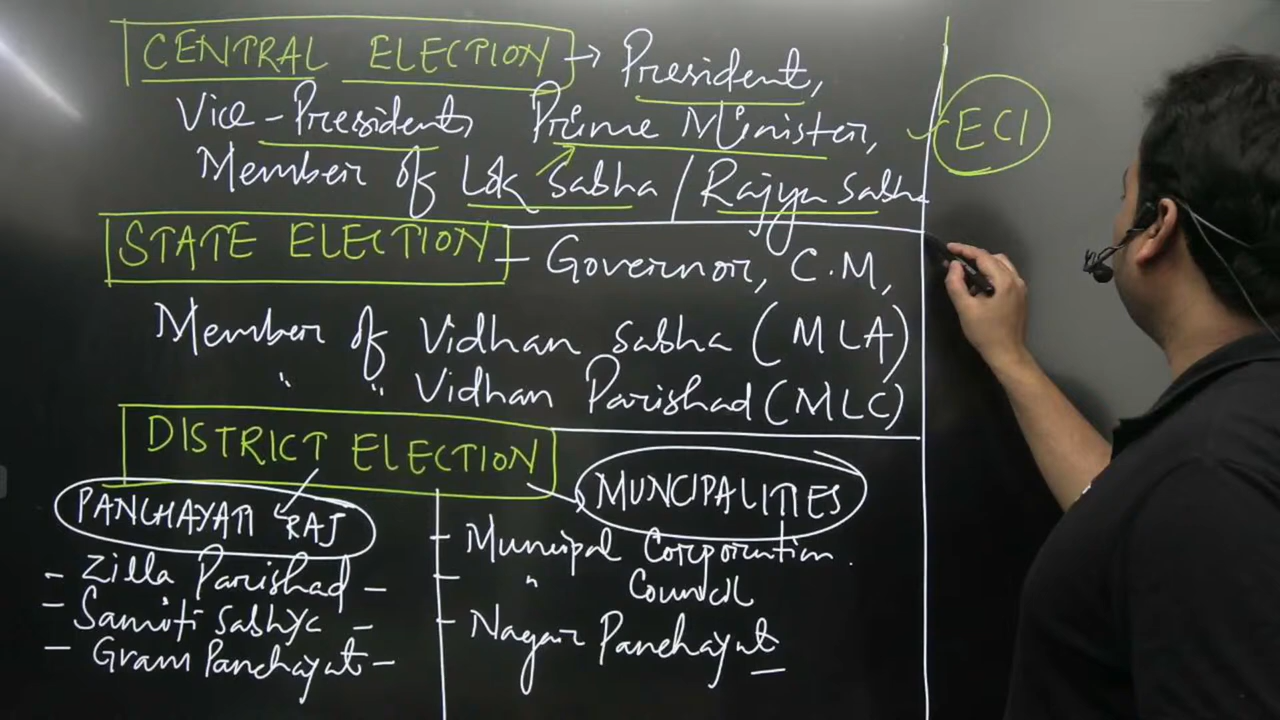 CENTRAL ELECTION → President,
Vice-President, Prime Minister,
ECI
Member of Lok Sabha / Rajya Sabha
STATE ELECTION - Governor, C.M,
Member of Vidhan Sabha (MLA)
" " Vidhan Parishad (MLC)
DISTRICT ELECTION
PANCHAYATI RAJ
- Zilla Parishad -
- Samiti Sabhya -
- Gram Panchayat -
MUNCIPALITIES
- Muncipal Corporation.
- " Council
- Nagar Panchayat